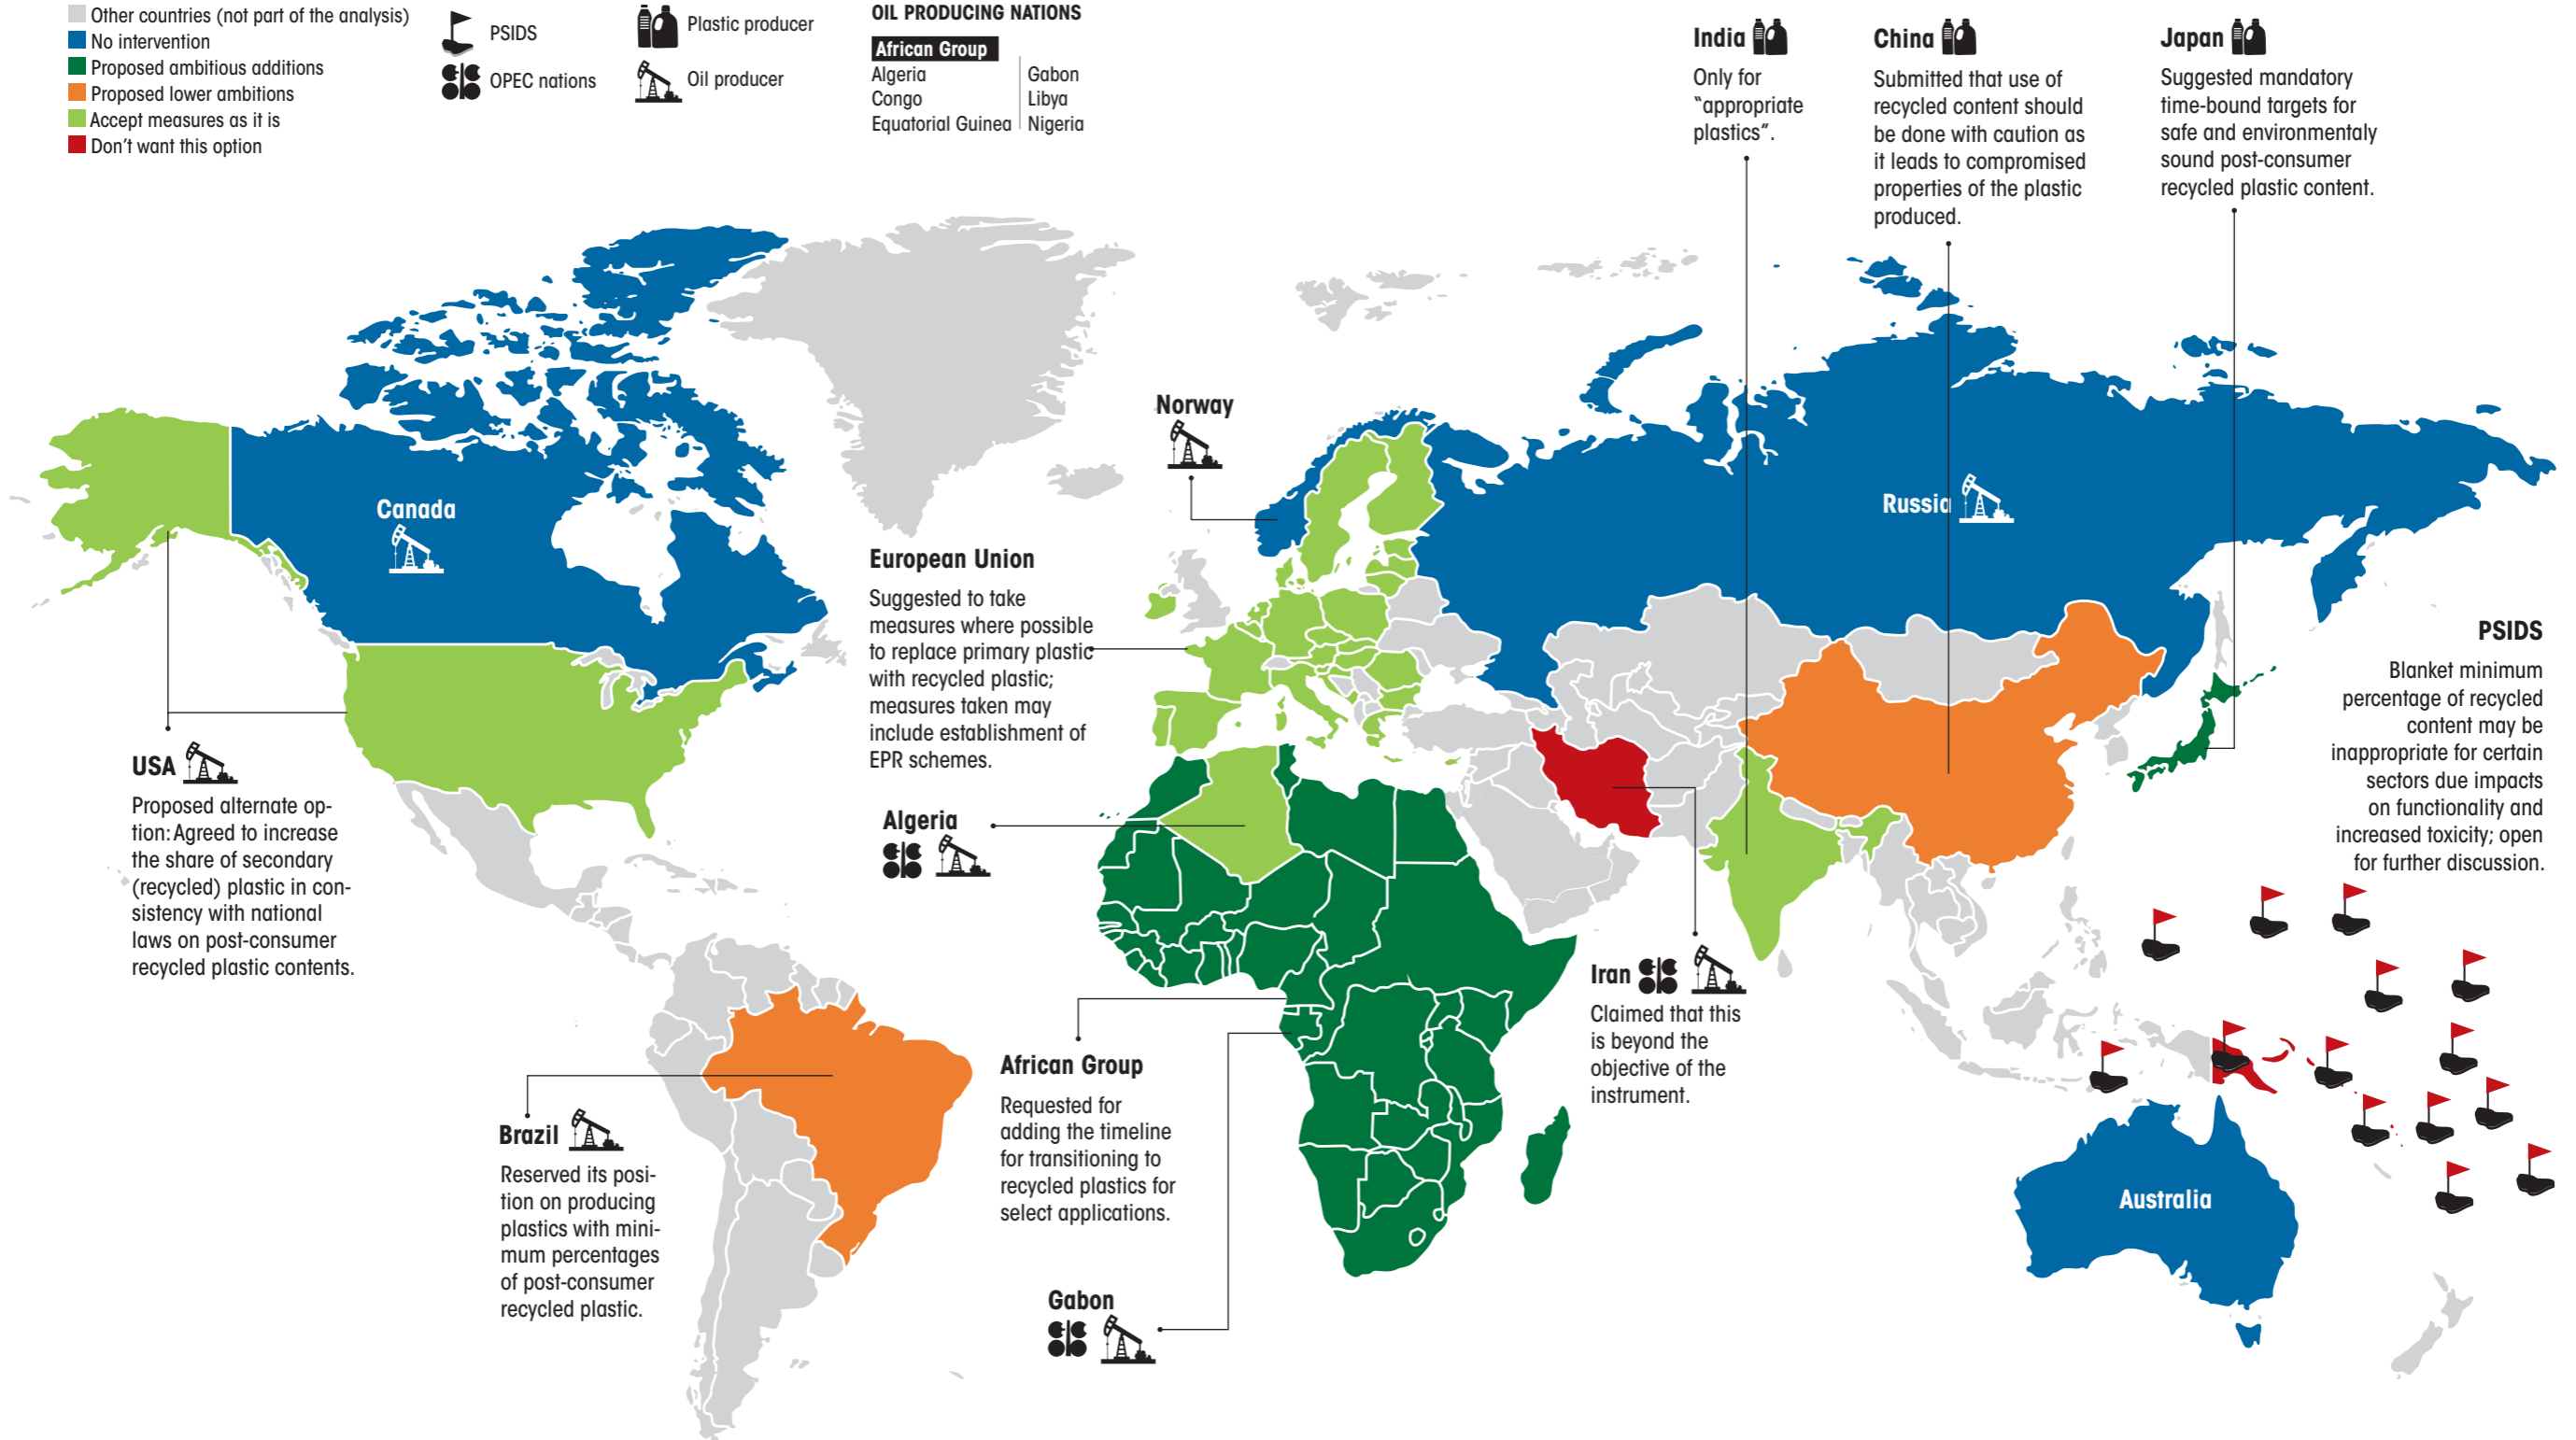 Other countries (not part of the analysis)
No intervention
Proposed ambitious additions
Proposed lower ambitions
Accept measures as it is
Don't want this option
PSIDS
OPEC nations
Plastic producer
Oil producer
OIL PRODUCING NATIONS
African Group
Algeria
Congo
Equatorial Guinea
Gabon
Libya
Nigeria
India
Only for
“appropriate
plastics”.
China
Submitted that use of
recycled content should
be done with caution as
it leads to compromised
properties of the plastic
produced.
Japan
Suggested mandatory
time-bound targets for
safe and environmentaly
sound post-consumer
recycled plastic content.
Norway
Canada
Russia
European Union
Suggested to take
measures where possible
to replace primary plastic
with recycled plastic;
measures taken may
include establishment of
EPR schemes.
PSIDS
Blanket minimum
percentage of recycled
content may be
inappropriate for certain
sectors due impacts
on functionality and
increased toxicity; open
for further discussion.
USA
Proposed alternate op-
tion: Agreed to increase
the share of secondary
(recycled) plastic in con-
sistency with national
laws on post-consumer
recycled plastic contents.
Algeria
Iran
Claimed that this
is beyond the
objective of the
instrument.
African Group
Requested for
adding the timeline
for transitioning to
recycled plastics for
select applications.
Brazil
Reserved its posi-
tion on producing
plastics with mini-
mum percentages
of post-consumer
recycled plastic.
Australia
Gabon